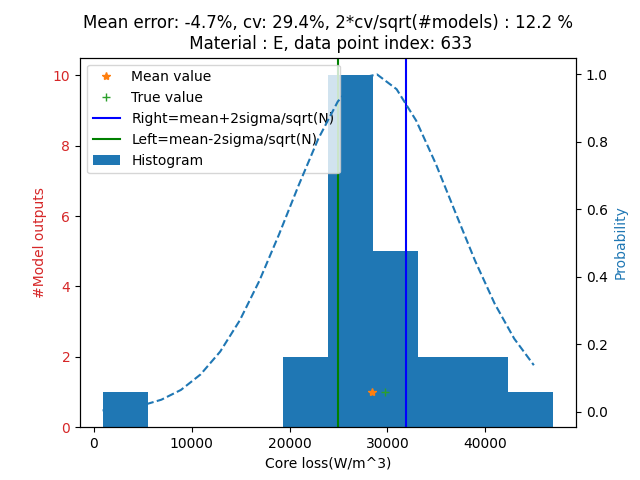 Mean error: -4.7%, cv: 29.4%, 2*cv/sqrt(#models) : 12.2 %
Material : E, data point index: 633
Mean value
True value
Right=mean+2sigma/sqrt(N)
Left=mean-2sigma/sqrt(N)
Histogram
#Model outputs
10
8
6
4
2
0
1.0
0.8
0.6
0.4
0.2
0.0
Probability
0
10000
20000
30000
40000
Core loss(W/m^3)